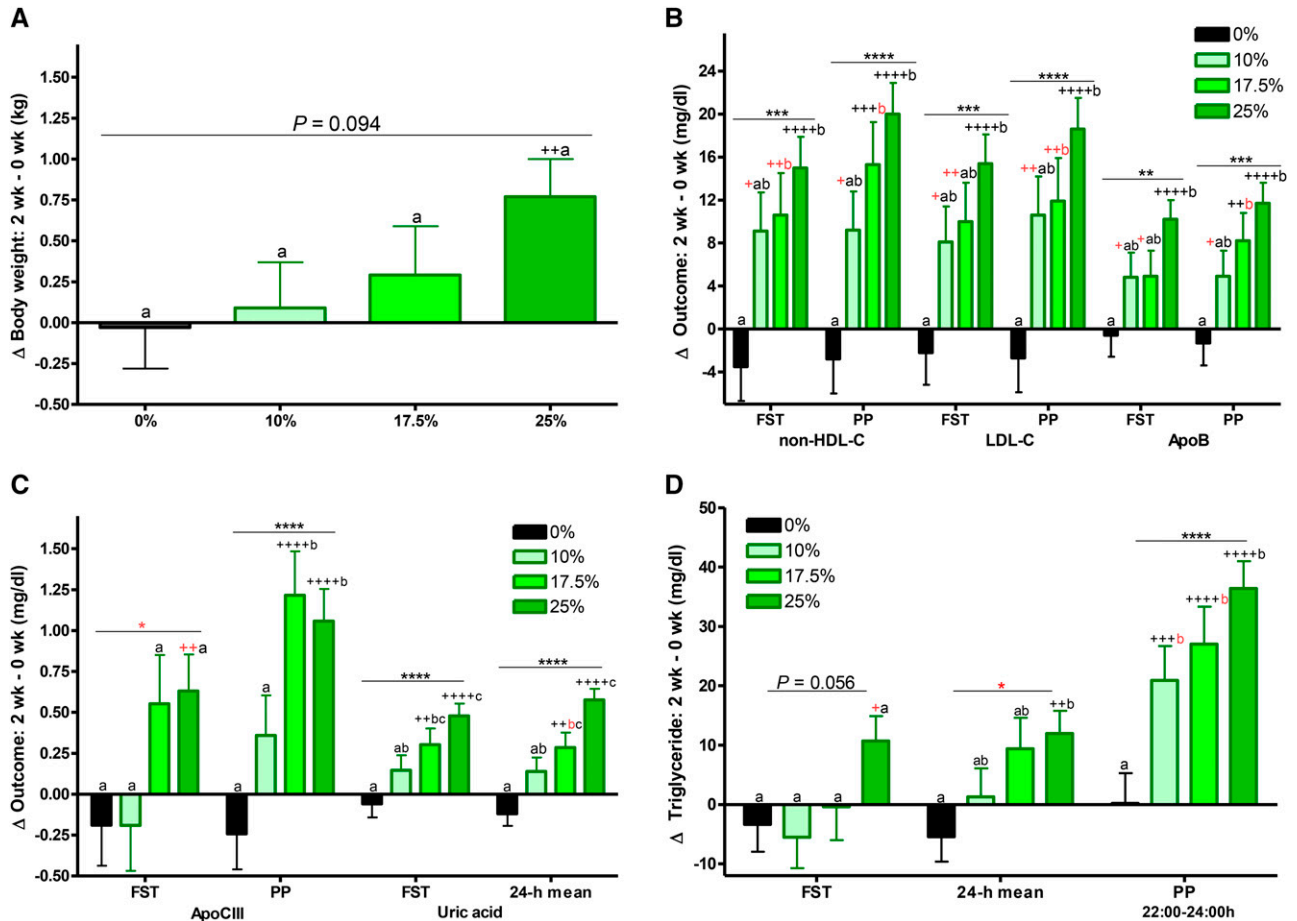 A
Δ Body weight: 2 wk - 0 wk (kg)
1.50
1.25
1.00
0.75
0.50
0.25
0.00
-0.25
-0.50
P = 0.094
a
a
a
++a
0% 10% 17.5% 25%
B
Δ Outcome: 2 wk - 0 wk (mg/dl)
24
20
16
12
8
4
0
-4
0%
10%
17.5%
25%
*** **** *** **** ** ***
a +ab ++b ++++b
a +ab +++b ++++b
a +ab ++ab ++++b
a ++ab ++b ++++b
a +ab +ab ++++b
a +ab ++b ++++b
FST PP FST PP FST PP
non-HDL-C LDL-C ApoB
C
Δ Outcome: 2 wk - 0 wk (mg/dl)
1.50
1.25
1.00
0.75
0.50
0.25
0.00
-0.25
-0.50
0%
10%
17.5%
25%
* **** **** ****
a a a ++a
a a ++++b ++++b
a ab ++bc ++++c
a ab ++bc ++++c
FST PP FST 24-h mean
ApoCIII Uric acid
D
Δ Triglyceride: 2 wk - 0 wk (mg/dl)
50
40
30
20
10
0
-10
0%
10%
17.5%
25%
P = 0.056 * ****
a a a +a
a ab ab ++b
a +++b ++++b ++++b
FST 24-h mean PP
22:00-24:00h